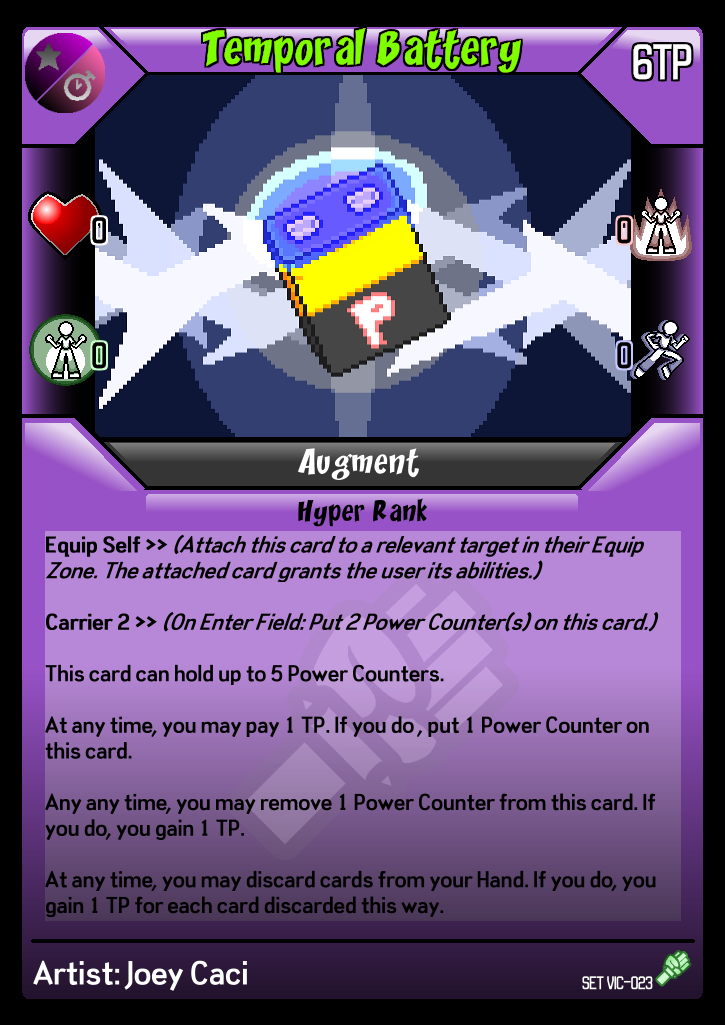 Temporal Battery
6TP
0
0
0
0
P
Augment
Hyper Rank
Equip Self >> (Attach this card to a relevant target in their Equip
Zone. The attached card grants the user its abilities.)
Carrier 2 >> (On Enter Field: Put 2 Power Counter(s) on this card.)
This card can hold up to 5 Power Counters.
At any time, you may pay 1 TP. If you do , put 1 Power Counter on
this card.
Any any time, you may remove 1 Power Counter from this card. If
you do, you gain 1 TP.
At any time, you may discard cards from your Hand. If you do, you
gain 1 TP for each card discarded this way.
Artist: Joey Caci
SET VIC-023